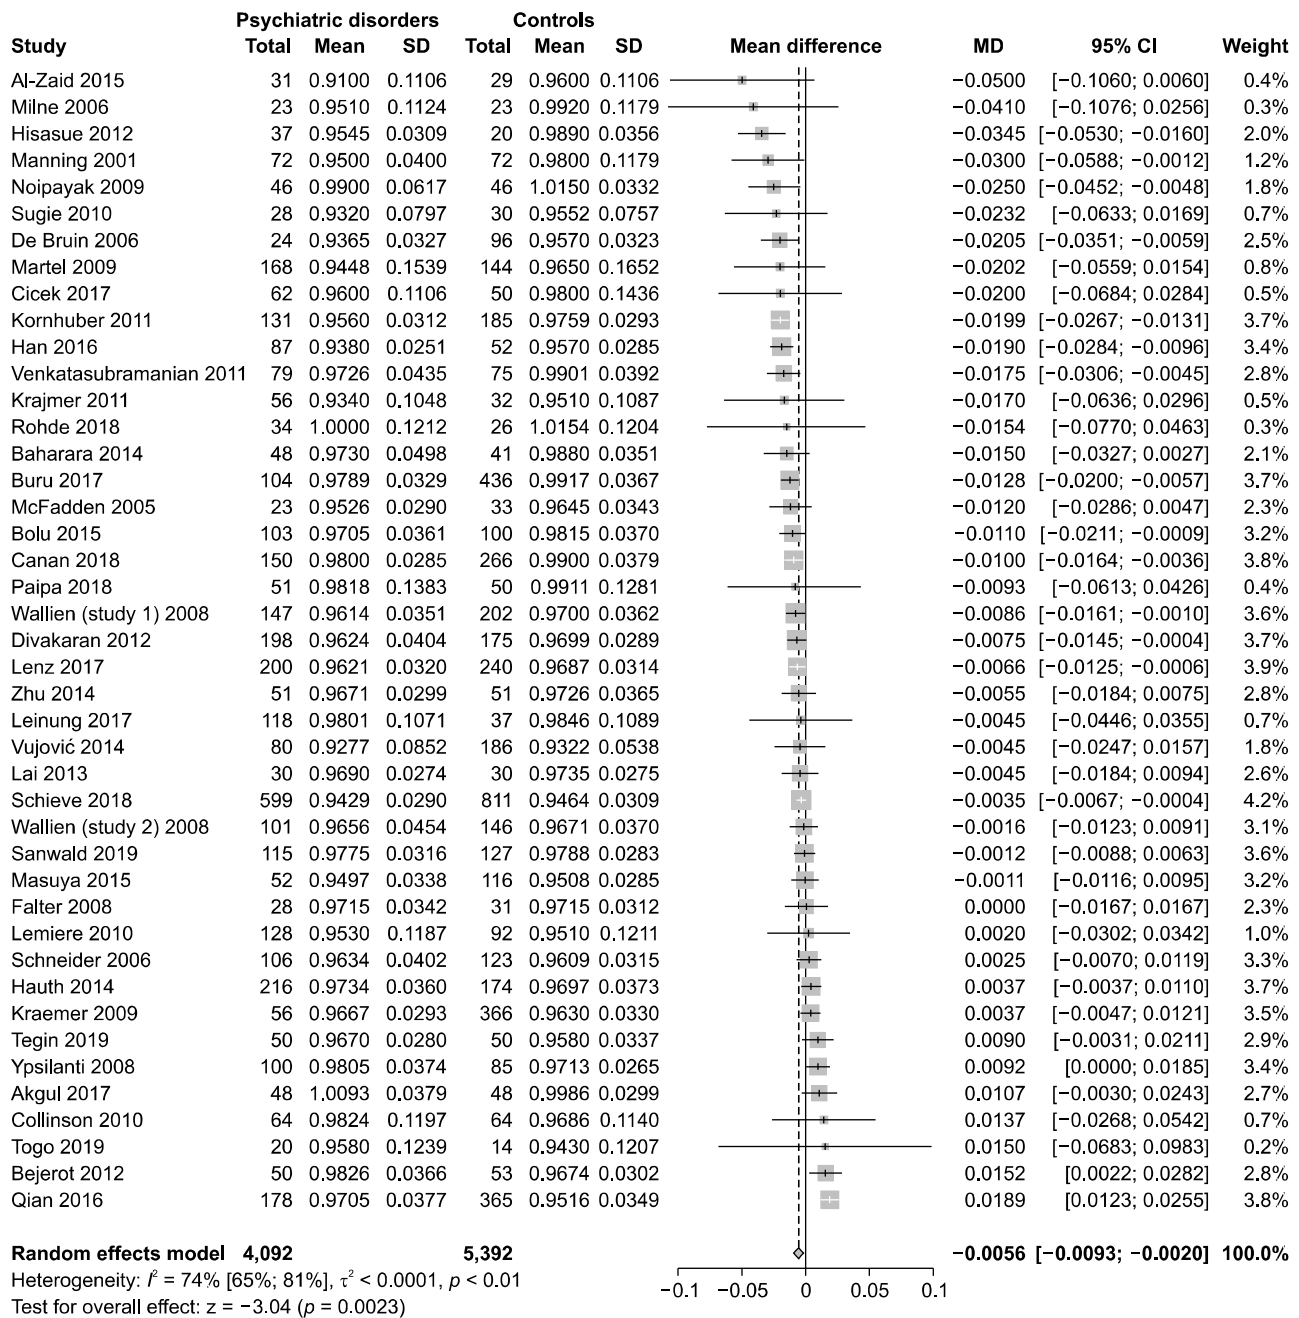 Psychiatric disorders Controls
Study Total Mean SD Total Mean SD Mean difference MD 95% CI Weight
Al-Zaid 2015 31 0.9100 0.1106 29 0.9600 0.1106 −0.0500 [−0.1060; 0.0060] 0.4%
Milne 2006 23 0.9510 0.1124 23 0.9920 0.1179 −0.0410 [−0.1076; 0.0256] 0.3%
Hisasue 2012 37 0.9545 0.0309 20 0.9890 0.0356 −0.0345 [−0.0530; −0.0160] 2.0%
Manning 2001 72 0.9500 0.0400 72 0.9800 0.1179 −0.0300 [−0.0588; −0.0012] 1.2%
Noipayak 2009 46 0.9900 0.0617 46 1.0150 0.0332 −0.0250 [−0.0452; −0.0048] 1.8%
Sugie 2010 28 0.9320 0.0797 30 0.9552 0.0757 −0.0232 [−0.0633; 0.0169] 0.7%
De Bruin 2006 24 0.9365 0.0327 96 0.9570 0.0323 −0.0205 [−0.0351; −0.0059] 2.5%
Martel 2009 168 0.9448 0.1539 144 0.9650 0.1652 −0.0202 [−0.0559; 0.0154] 0.8%
Cicek 2017 62 0.9600 0.1106 50 0.9800 0.1436 −0.0200 [−0.0684; 0.0284] 0.5%
Kornhuber 2011 131 0.9560 0.0312 185 0.9759 0.0293 −0.0199 [−0.0267; −0.0131] 3.7%
Han 2016 87 0.9380 0.0251 52 0.9570 0.0285 −0.0190 [−0.0284; −0.0096] 3.4%
Venkatasubramanian 2011 79 0.9726 0.0435 75 0.9901 0.0392 −0.0175 [−0.0306; −0.0045] 2.8%
Krajmer 2011 56 0.9340 0.1048 32 0.9510 0.1087 −0.0170 [−0.0636; 0.0296] 0.5%
Rohde 2018 34 1.0000 0.1212 26 1.0154 0.1204 −0.0154 [−0.0770; 0.0463] 0.3%
Baharara 2014 48 0.9730 0.0498 41 0.9880 0.0351 −0.0150 [−0.0327; 0.0027] 2.1%
Buru 2017 104 0.9789 0.0329 436 0.9917 0.0367 −0.0128 [−0.0200; −0.0057] 3.7%
McFadden 2005 23 0.9526 0.0290 33 0.9645 0.0343 −0.0120 [−0.0286; 0.0047] 2.3%
Bolu 2015 103 0.9705 0.0361 100 0.9815 0.0370 −0.0110 [−0.0211; −0.0009] 3.2%
Canan 2018 150 0.9800 0.0285 266 0.9900 0.0379 −0.0100 [−0.0164; −0.0036] 3.8%
Paipa 2018 51 0.9818 0.1383 50 0.9911 0.1281 −0.0093 [−0.0613; 0.0426] 0.4%
Wallien (study 1) 2008 147 0.9614 0.0351 202 0.9700 0.0362 −0.0086 [−0.0161; −0.0010] 3.6%
Divakaran 2012 198 0.9624 0.0404 175 0.9699 0.0289 −0.0075 [−0.0145; −0.0004] 3.7%
Lenz 2017 200 0.9621 0.0320 240 0.9687 0.0314 −0.0066 [−0.0125; −0.0006] 3.9%
Zhu 2014 51 0.9671 0.0299 51 0.9726 0.0365 −0.0055 [−0.0184; 0.0075] 2.8%
Leinung 2017 118 0.9801 0.1071 37 0.9846 0.1089 −0.0045 [−0.0446; 0.0355] 0.7%
Vujović 2014 80 0.9277 0.0852 186 0.9322 0.0538 −0.0045 [−0.0247; 0.0157] 1.8%
Lai 2013 30 0.9690 0.0274 30 0.9735 0.0275 −0.0045 [−0.0184; 0.0094] 2.6%
Schieve 2018 599 0.9429 0.0290 811 0.9464 0.0309 −0.0035 [−0.0067; −0.0004] 4.2%
Wallien (study 2) 2008 101 0.9656 0.0454 146 0.9671 0.0370 −0.0016 [−0.0123; 0.0091] 3.1%
Sanwald 2019 115 0.9775 0.0316 127 0.9788 0.0283 −0.0012 [−0.0088; 0.0063] 3.6%
Masuya 2015 52 0.9497 0.0338 116 0.9508 0.0285 −0.0011 [−0.0116; 0.0095] 3.2%
Falter 2008 28 0.9715 0.0342 31 0.9715 0.0312 0.0000 [−0.0167; 0.0167] 2.3%
Lemiere 2010 128 0.9530 0.1187 92 0.9510 0.1211 0.0020 [−0.0302; 0.0342] 1.0%
Schneider 2006 106 0.9634 0.0402 123 0.9609 0.0315 0.0025 [−0.0070; 0.0119] 3.3%
Hauth 2014 216 0.9734 0.0360 174 0.9697 0.0373 0.0037 [−0.0037; 0.0110] 3.7%
Kraemer 2009 56 0.9667 0.0293 366 0.9630 0.0330 0.0037 [−0.0047; 0.0121] 3.5%
Tegin 2019 50 0.9670 0.0280 50 0.9580 0.0337 0.0090 [−0.0031; 0.0211] 2.9%
Ypsilanti 2008 100 0.9805 0.0374 85 0.9713 0.0265 0.0092 [0.0000; 0.0185] 3.4%
Akgul 2017 48 1.0093 0.0379 48 0.9986 0.0299 0.0107 [−0.0030; 0.0243] 2.7%
Collinson 2010 64 0.9824 0.1197 64 0.9686 0.1140 0.0137 [−0.0268; 0.0542] 0.7%
Togo 2019 20 0.9580 0.1239 14 0.9430 0.1207 0.0150 [−0.0683; 0.0983] 0.2%
Bejerot 2012 50 0.9826 0.0366 53 0.9674 0.0302 0.0152 [0.0022; 0.0282] 2.8%
Qian 2016 178 0.9705 0.0377 365 0.9516 0.0349 0.0189 [0.0123; 0.0255] 3.8%
Random effects model 4,092 5,392 −0.0056 [−0.0093; −0.0020] 100.0%
Heterogeneity: I² = 74% [65%; 81%], τ² < 0.0001, p < 0.01
Test for overall effect: z = −3.04 (p = 0.0023)
−0.1 −0.05 0 0.05 0.1